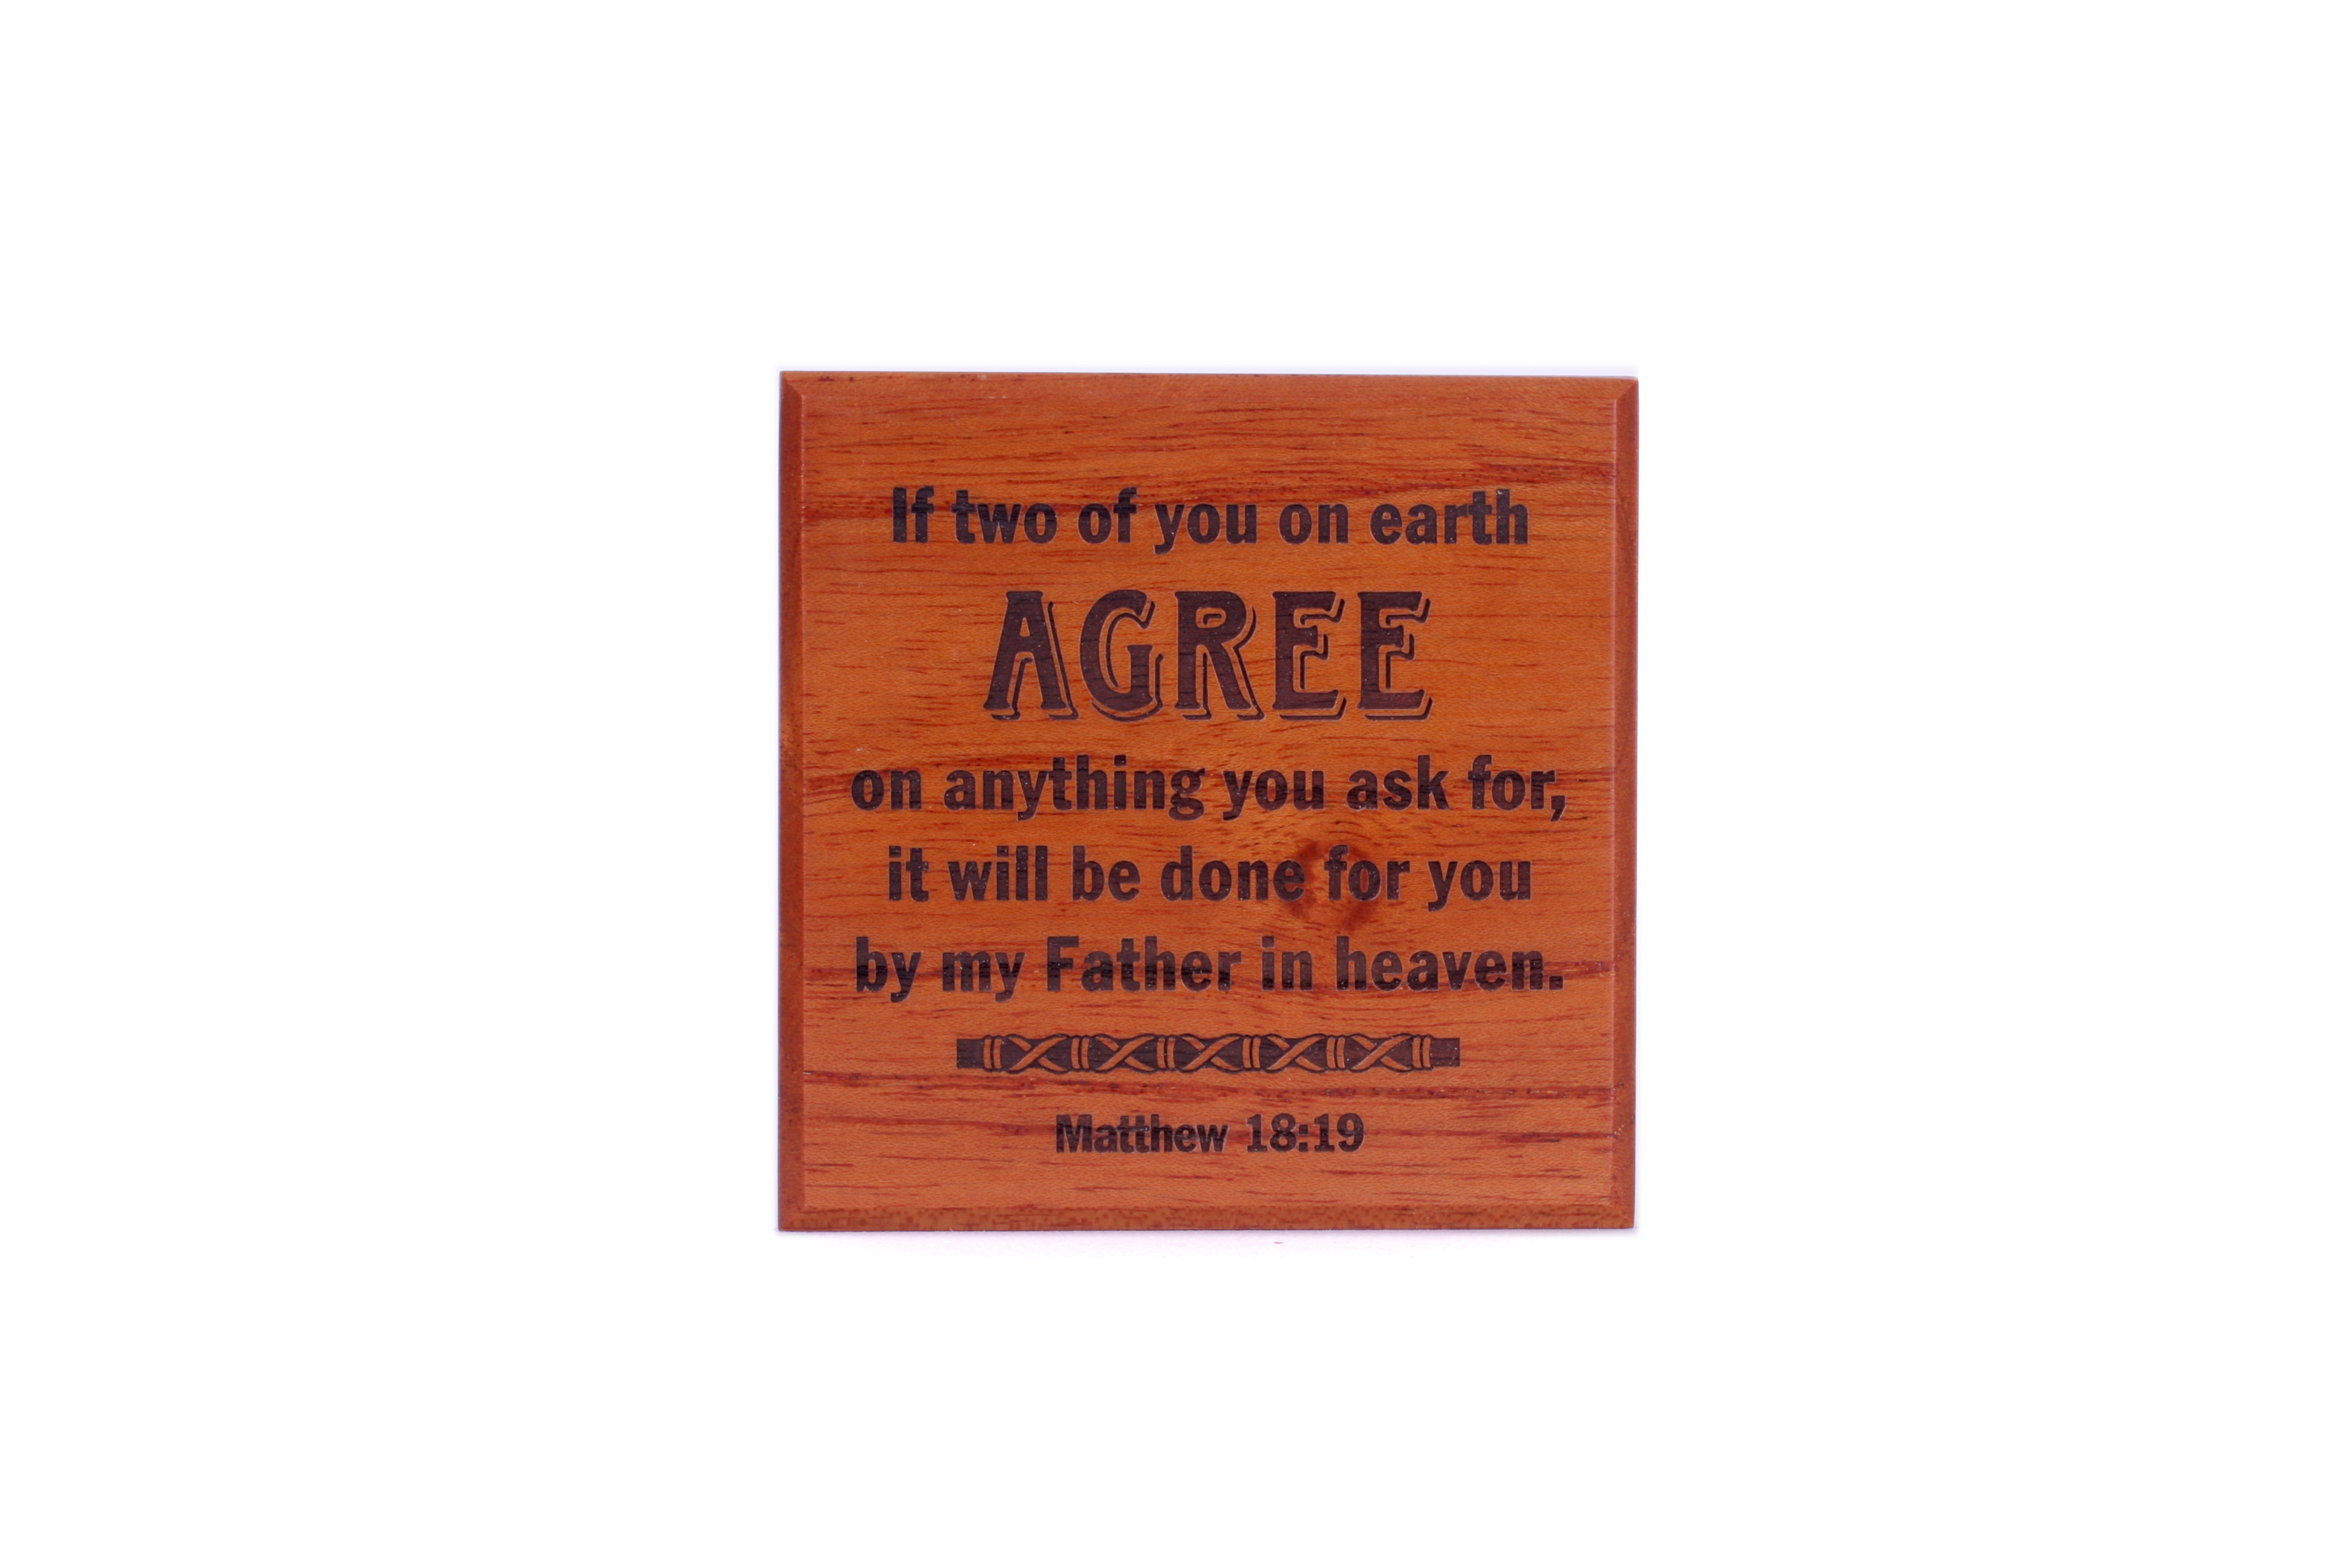 If two of you on earth
AGREE
on anything you ask for,
it will be done for you
by my Father in heaven.
Matthew 18:19